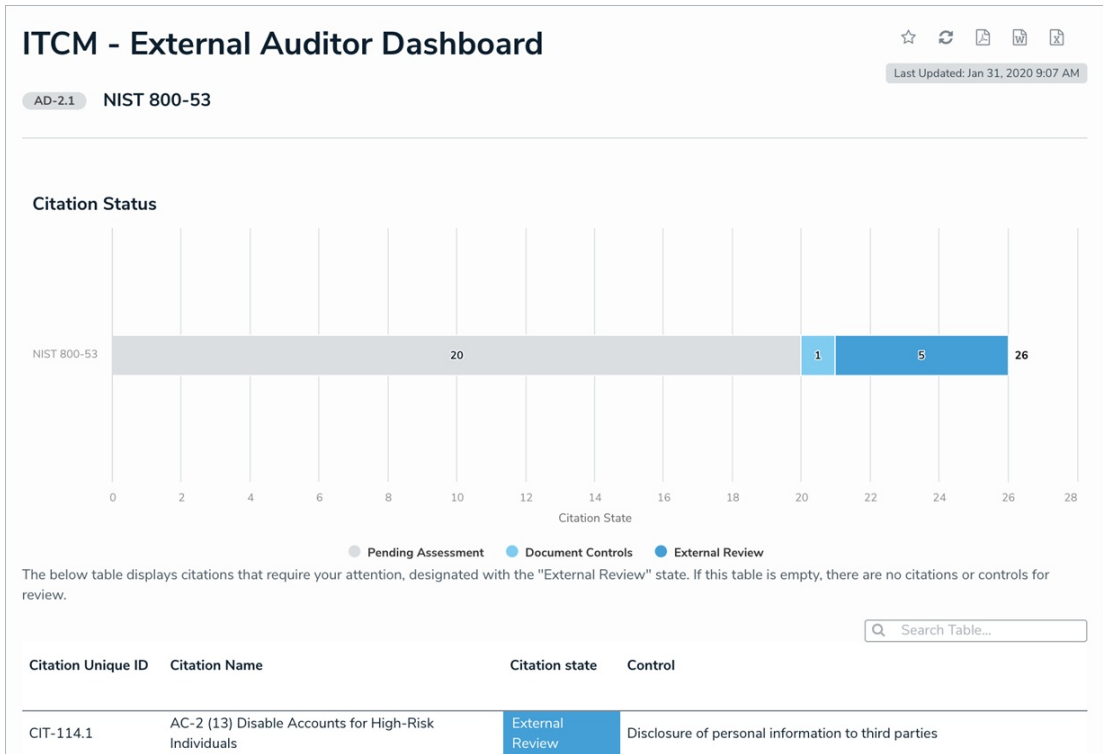 ITCM - External Auditor Dashboard
Last Updated: Jan 31, 2020 9:07 AM
AD-2.1 NIST 800-53
Citation Status
NIST 800-53 20 1 5 26
0 2 4 6 8 10 12 14 16 18 20 22 24 26 28
Citation State
Pending Assessment Document Controls External Review
The below table displays citations that require your attention, designated with the "External Review" state. If this table is empty, there are no citations or controls for
review.
Search Table...
Citation Unique ID Citation Name Citation state Control
CIT-114.1 AC-2 (13) Disable Accounts for High-Risk
Individuals
External
Review
Disclosure of personal information to third parties